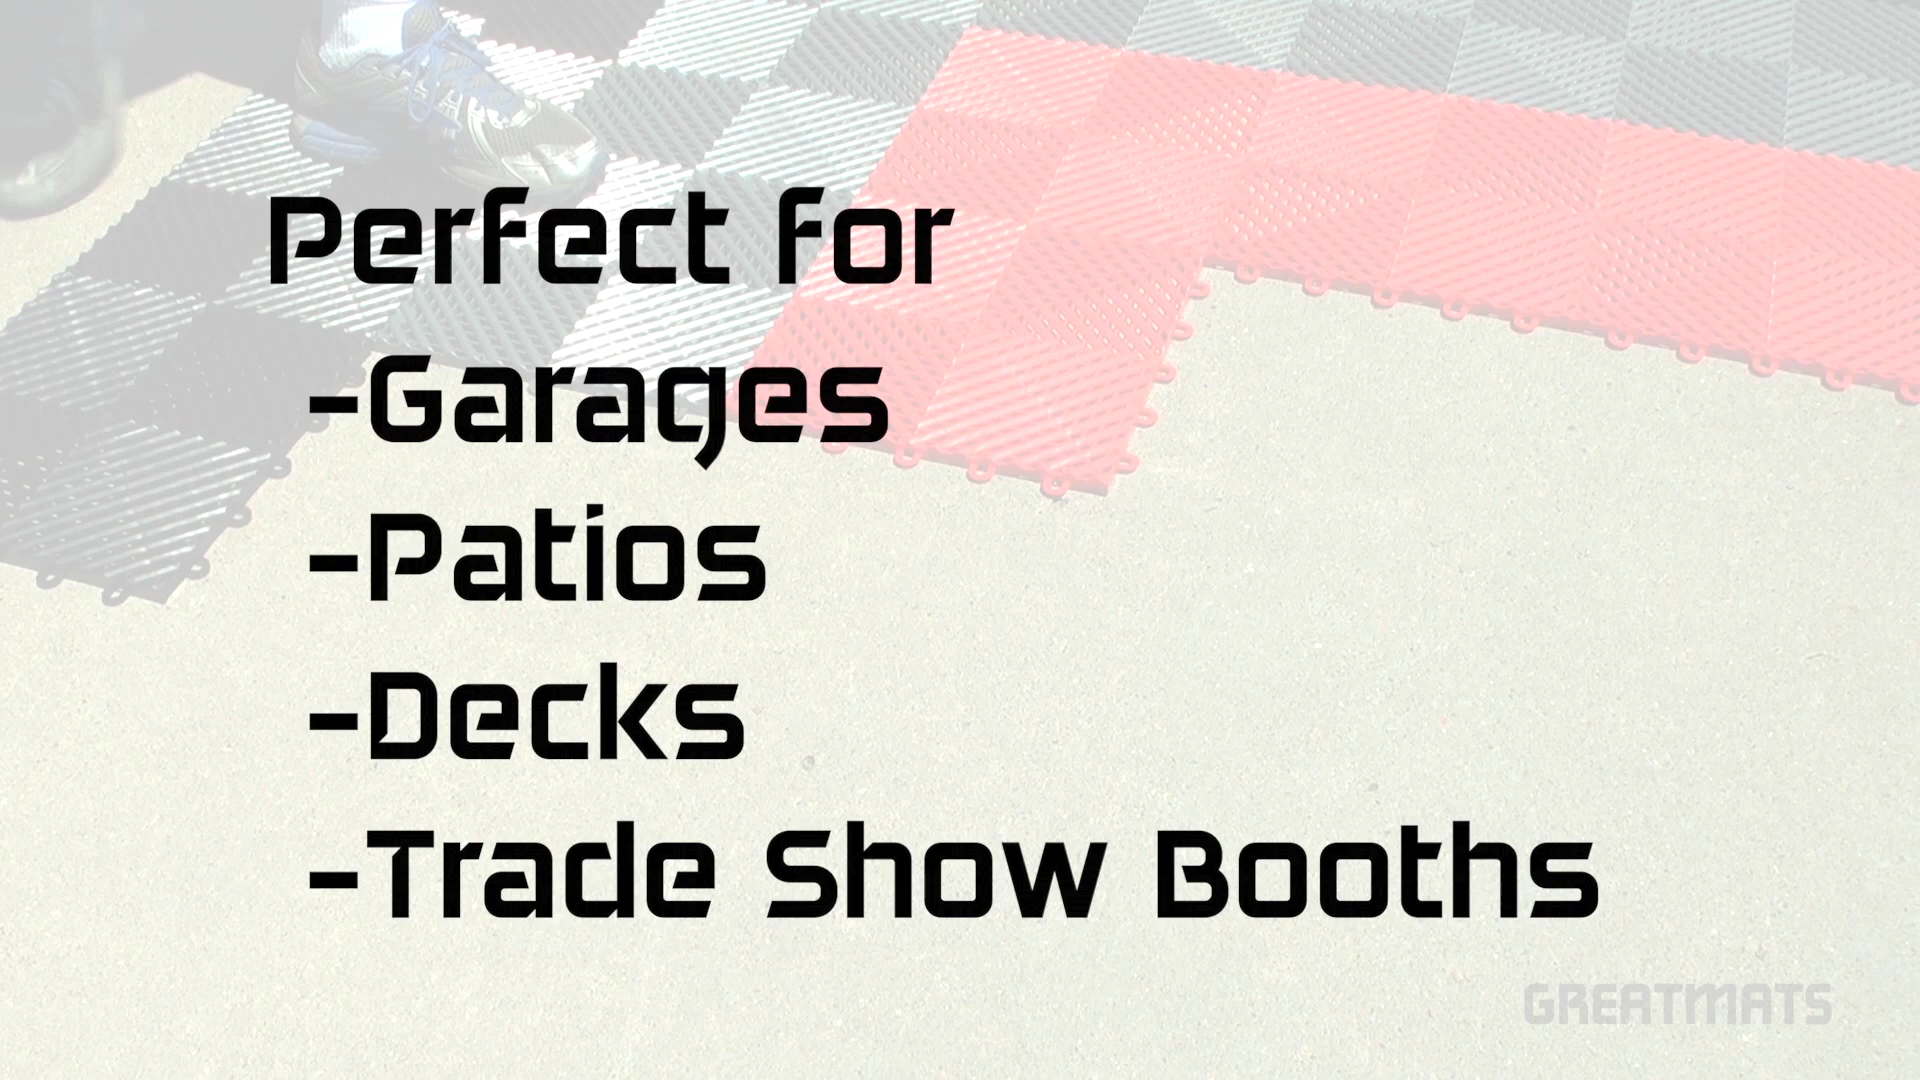 Perfect for
-Garages
-Patios
-Decks
-Trade Show Booths
GREATMATS